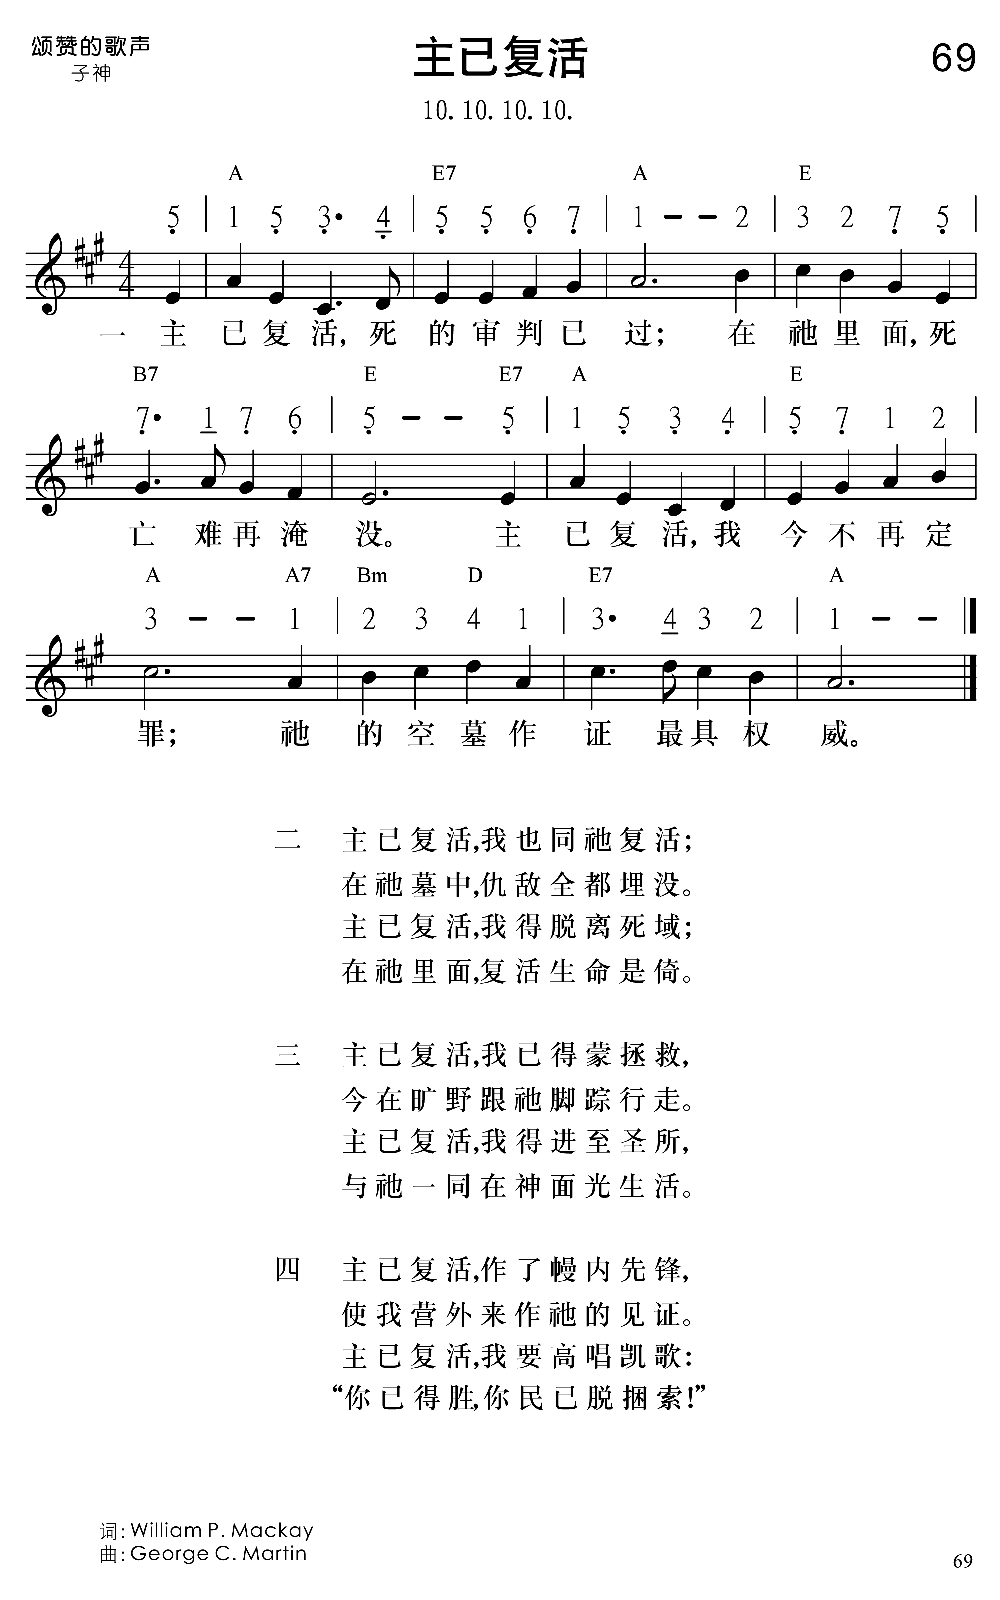 颂赞的歌声
子神
主已复活
69
10. 10. 10. 10.
A E7 A E
5 | 1 5 3• 4 | 5 5 6 7 | 1 – – 2 | 3 2 7 5 |
一 主 已 复 活, 死 的 审 判 已 过; 在 祂 里 面, 死
B7 E E7 A E
7• 1 7 6 | 5 – – 5 | 1 5 3 4 | 5 7 1 2 |
亡 难 再 淹 没。 主 已 复 活, 我 今 不 再 定
A A7 Bm D E7 A
3 – – 1 | 2 3 4 1 | 3• 4 3 2 | 1 – –
罪; 祂 的 空 墓 作 证 最 具 权 威。
二 主已复活,我也同祂复活;
在祂墓中,仇敌全都埋没。
主已复活,我得脱离死域;
在祂里面,复活生命是倚。
三 主已复活,我已得蒙拯救,
今在旷野跟祂脚踪行走。
主已复活,我得进至圣所,
与祂一同在神面光生活。
四 主已复活,作了幔内先锋,
使我营外来作祂的见证。
主已复活,我要高唱凯歌:
“你已得胜,你民已脱捆索!”
词: William P. Mackay
曲: George C. Martin
69